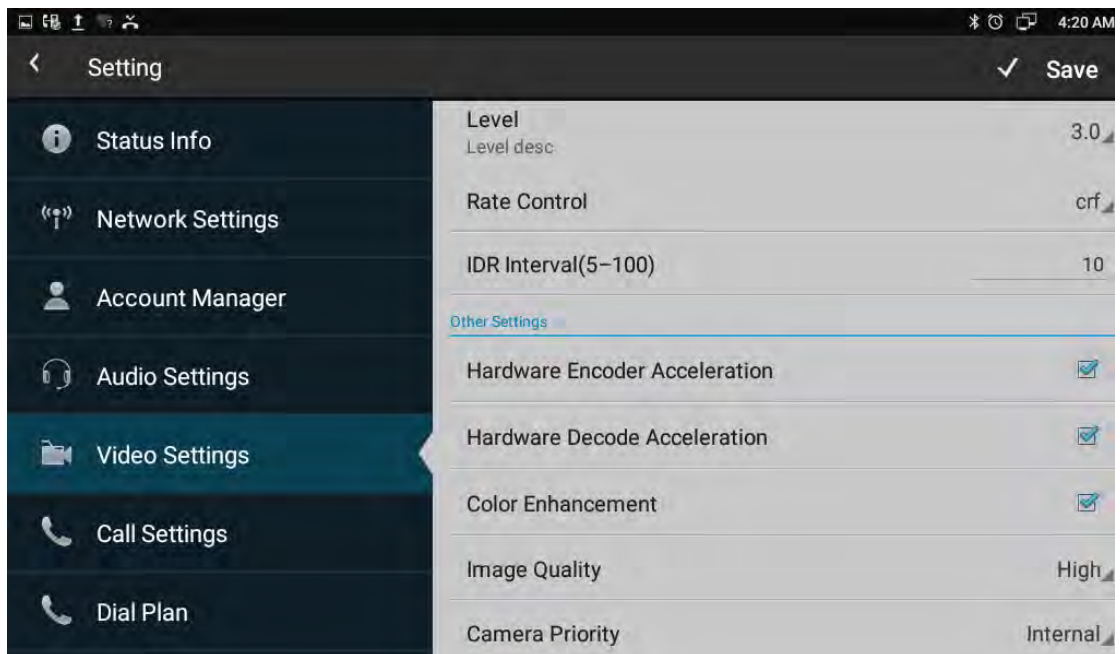 4:20 AM
Setting
Save
Status Info
Network Settings
Account Manager
Audio Settings
Video Settings
Call Settings
Dial Plan
Level
3.0
Level desc
Rate Control
crf
IDR Interval(5-100)
10
Other Settings
Hardware Encoder Acceleration
Hardware Decode Acceleration
Color Enhancement
Image Quality
High
Camera Priority
Internal